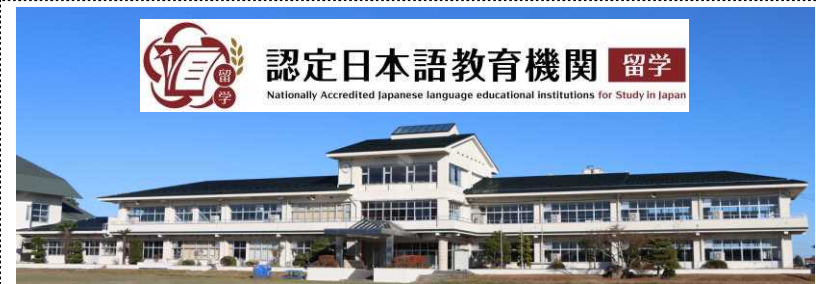 留
学
認定日本語教育機関 留学
Nationally Accredited Japanese language educational institutions for Study in Japan